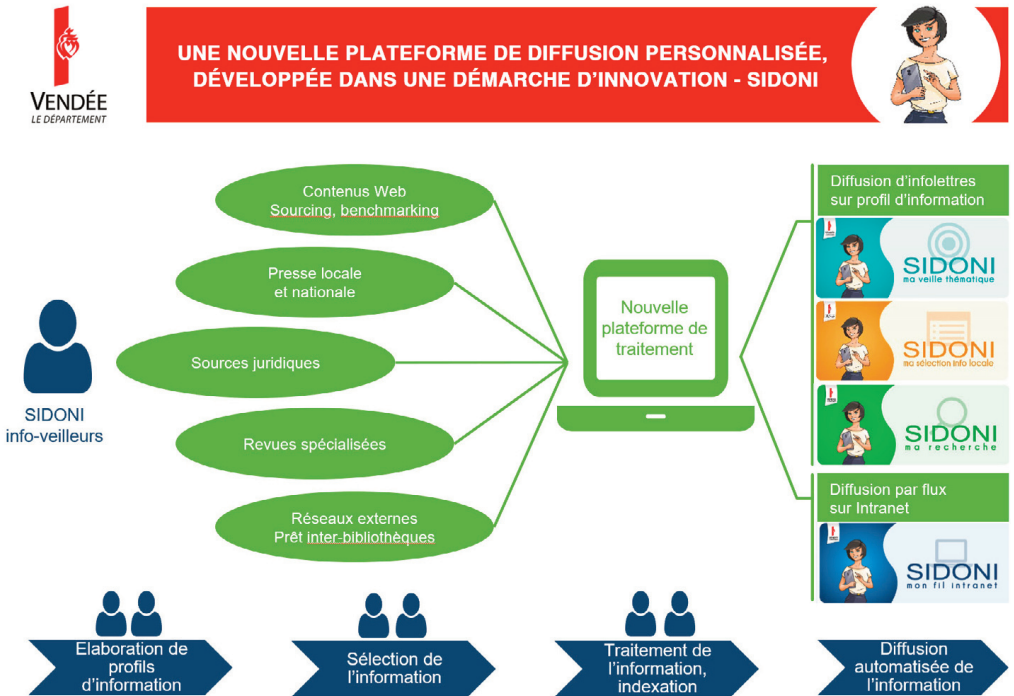 VENDÉE
LE DÉPARTEMENT
UNE NOUVELLE PLATEFORME DE DIFFUSION PERSONNALISÉE,
DÉVELOPPÉE DANS UNE DÉMARCHE D'INNOVATION - SIDONI
SIDONI
info-veilleurs
Contenus Web
Sourcing, benchmarking
Presse locale
et nationale
Sources juridiques
Revues spécialisées
Réseaux externes
Prêt inter-bibliothèques
Nouvelle
plateforme de
traitement
Diffusion d'infolettres
sur profil d'information
SIDONI
ma veille thématique
SIDONI
ma sélection info locale
SIDONI
ma recherche
Diffusion par flux
sur Intranet
SIDONI
mon fil intranet
Elaboration de
profils
d'information
Sélection de
l'information
Traitement de
l'information,
indexation
Diffusion
automatisée de
l'information